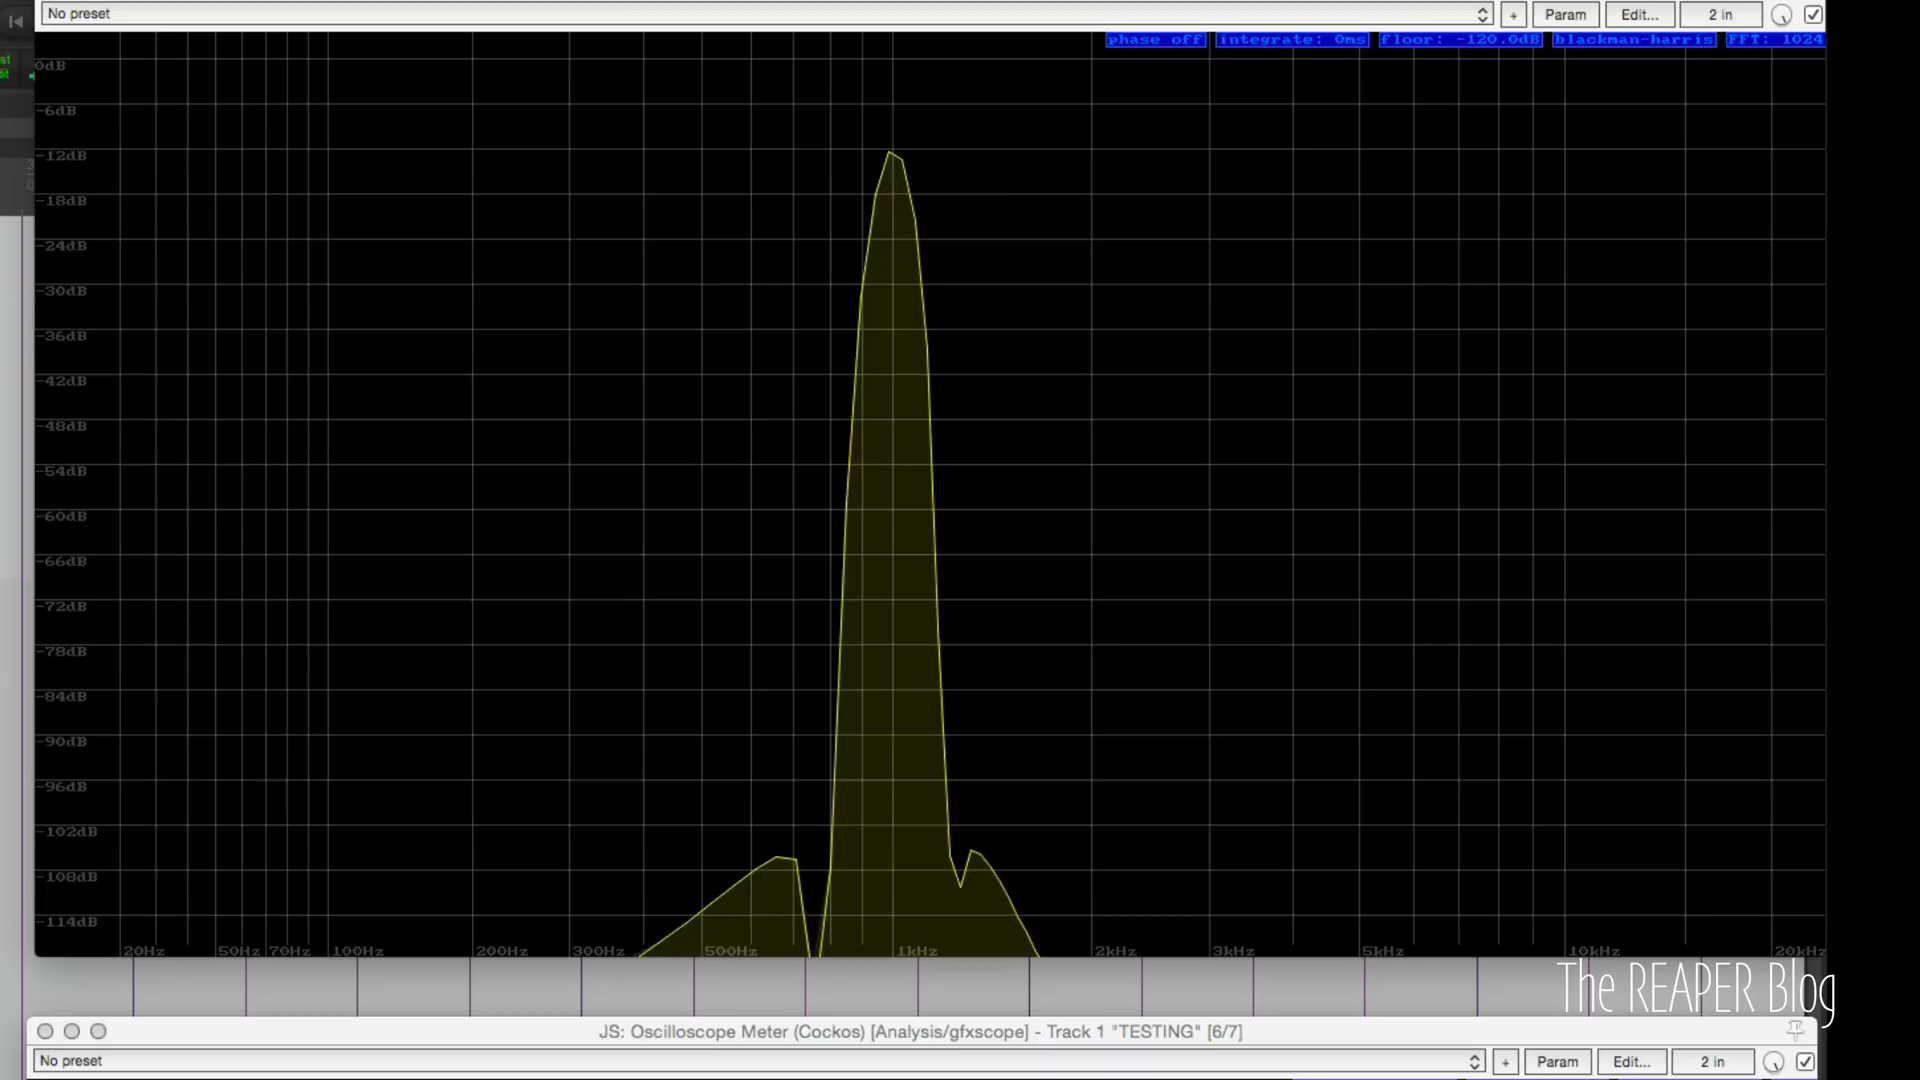 No preset
+
Param
Edit...
2 in
phase off
integrate: 0ms
floor: -120.0dB
blackman-harris
FFT: 1024
0dB
-6dB
-12dB
-18dB
-24dB
-30dB
-36dB
-42dB
-48dB
-54dB
-60dB
-66dB
-72dB
-78dB
-84dB
-90dB
-96dB
-102dB
-108dB
-114dB
20Hz
50Hz
70Hz
100Hz
200Hz
300Hz
500Hz
1kHz
2kHz
3kHz
5kHz
10kHz
20kHz
The REAPER Blog
JS: Oscilloscope Meter (Cockos) [Analysis/gfxscope] - Track 1 "TESTING" [6/7]
No preset
+
Param
Edit...
2 in